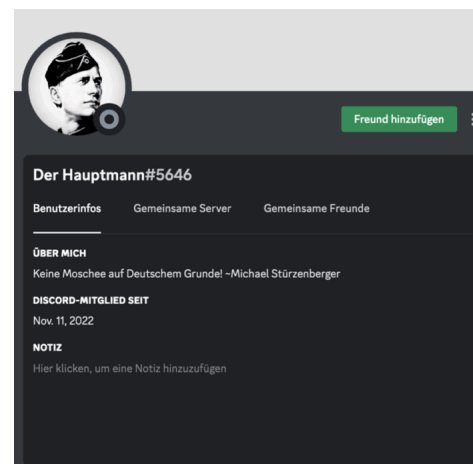 Freund hinzufügen
Der Hauptmann#5646
Benutzerinfos Gemeinsame Server Gemeinsame Freunde
ÜBER MICH
Keine Moschee auf Deutschem Grunde! ~Michael Stürzenberger
DISCORD-MITGLIED SEIT
Nov. 11, 2022
NOTIZ
Hier klicken, um eine Notiz hinzuzufügen